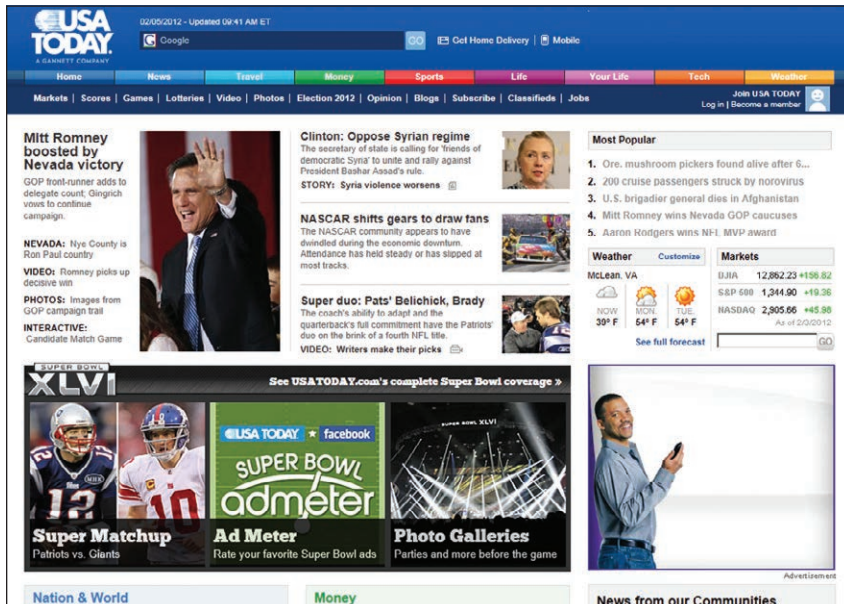 USA
TODAY.
A GANNETT COMPANY
02/05/2012 - Updated 09:41 AM ET
Google
GO
Get Home Delivery | Mobile
Home News Travel Money Sports Life Your Life Tech Weather
Markets | Scores | Games | Lotteries | Video | Photos | Election 2012 | Opinion | Blogs | Subscribe | Classifieds | Jobs
Join USA TODAY
Log in | Become a member
Mitt Romney
boosted by
Nevada victory
GOP front-runner adds to
delegate count; Gingrich
vows to continue
campaign.
NEVADA: Nye County is
Ron Paul country
VIDEO: Romney picks up
decisive win
PHOTOS: Images from
GOP campaign trail
INTERACTIVE:
Candidate Match Game
Clinton: Oppose Syrian regime
The secretary of state is calling for 'friends of
democratic Syria' to unite and rally against
President Bashar Assad's rule.
STORY: Syria violence worsens
NASCAR shifts gears to draw fans
The NASCAR community appears to have
dwindled during the economic downturn.
Attendance has held steady or has slipped at
most tracks.
Super duo: Pats' Belichick, Brady
The coach's ability to adapt and the
quarterback's full commitment have the Patriots'
duo on the brink of a fourth NFL title.
VIDEO: Writers make their picks
Most Popular
1. Ore. mushroom pickers found alive after 6...
2. 200 cruise passengers struck by norovirus
3. U.S. brigadier general dies in Afghanistan
4. Mitt Romney wins Nevada GOP caucuses
5. Aaron Rodgers wins NFL MVP award
Weather Customize
McLean, VA
NOW MON. TUE.
39° F 54° F 54° F
See full forecast
Markets
DJIA 12,862.23 +156.82
S&P 500 1,344.90 +19.36
NASDAQ 2,905.66 +45.98
As of 2/3/2012
GO
SUPER BOWL
XLVI
See USATODAY.com's complete Super Bowl coverage »
12
10
Super Matchup
Patriots vs. Giants
USA TODAY ★ facebook
SUPER BOWL
admeter
Ad Meter
Rate your favorite Super Bowl ads
SUPER BOWL XLVI
Photo Galleries
Parties and more before the game
Advertisement
Nation & World
Money
News from our Communities